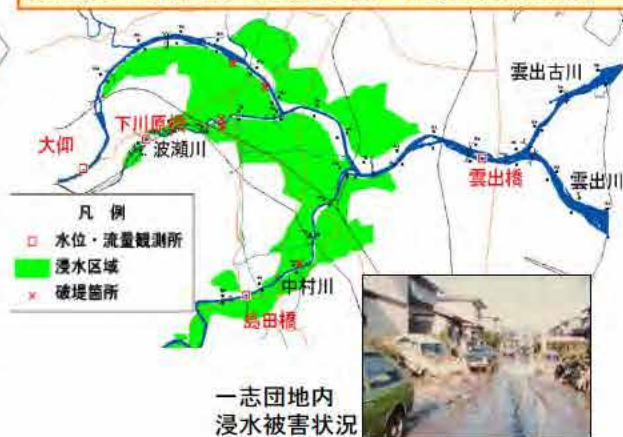 雲出古川
下川原橋
大仰
波瀬川
雲出橋
雲出川
凡 例
水位・流量観測所
浸水区域
破堤箇所
中村川
島田橋
一志団地内
浸水被害状況